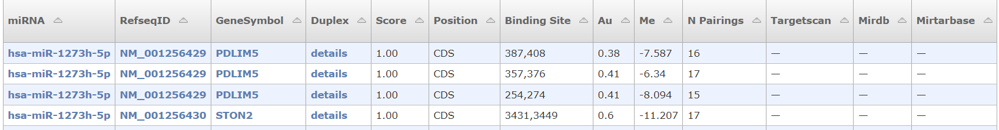 miRNA RefseqID GeneSymbol Duplex Score Position Binding Site Au Me N Pairings Targetscan Mirdb Mirtarbase
hsa-miR-1273h-5p NM_001256429 PDLIM5 details 1.00 CDS 387,408 0.38 -7.587 16 — — —
hsa-miR-1273h-5p NM_001256429 PDLIM5 details 1.00 CDS 357,376 0.41 -6.34 17 — — —
hsa-miR-1273h-5p NM_001256429 PDLIM5 details 1.00 CDS 254,274 0.41 -8.094 15 — — —
hsa-miR-1273h-5p NM_001256430 STON2 details 1.00 CDS 3431,3449 0.6 -11.207 17 — — —